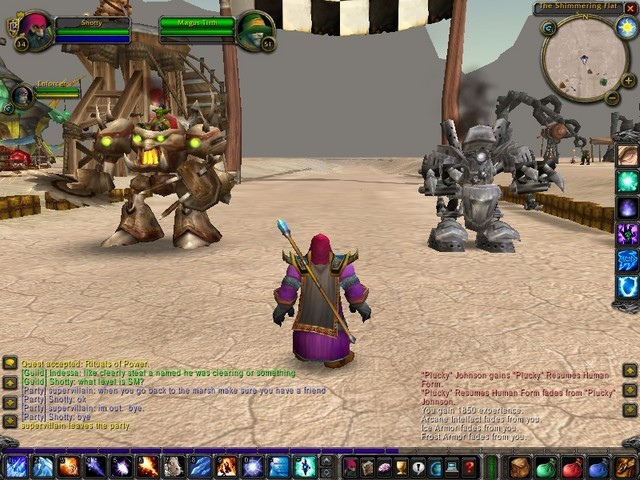 Shotty
34
Magus Tirth
51
Enforcer
The Shimmering Flat
N
Quest accepted: Rituals of Power.
[Guild] Indessa: like clearly steal a named he was clearing or something
[Guild] Shotty: what level is SM?
[Party] supervillain: when you go back to the marsh make sure you have a friend
[Party] Shotty: ok
[Party] supervillain: im out. bye.
[Party] Shotty: bye
supervillain leaves the party.
"Plucky" Johnson gains "Plucky" Resumes Human
Form.
"Plucky" Resumes Human Form fades from "Plucky"
Johnson.
You gain 1350 experience.
Arcane Intellect fades from you.
Ice Armor fades from you.
Frost Armor fades from you.